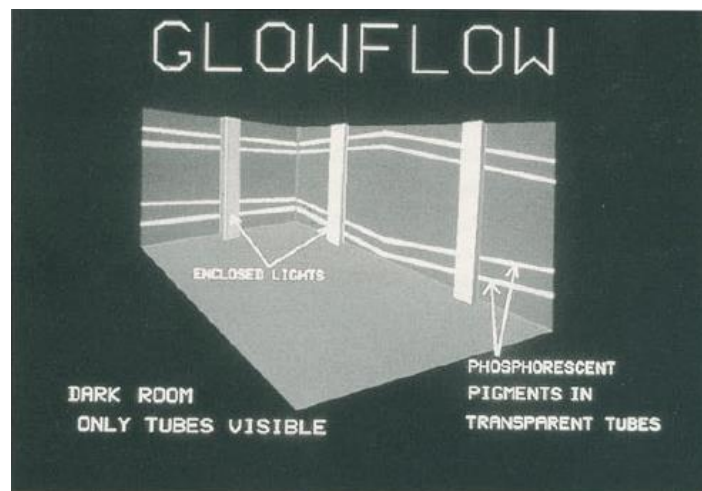 GLOWFLOW
ENCLOSED LIGHTS
PHOSPHORESCENT
PIGMENTS IN
TRANSPARENT TUBES
DARK ROOM
ONLY TUBES VISIBLE